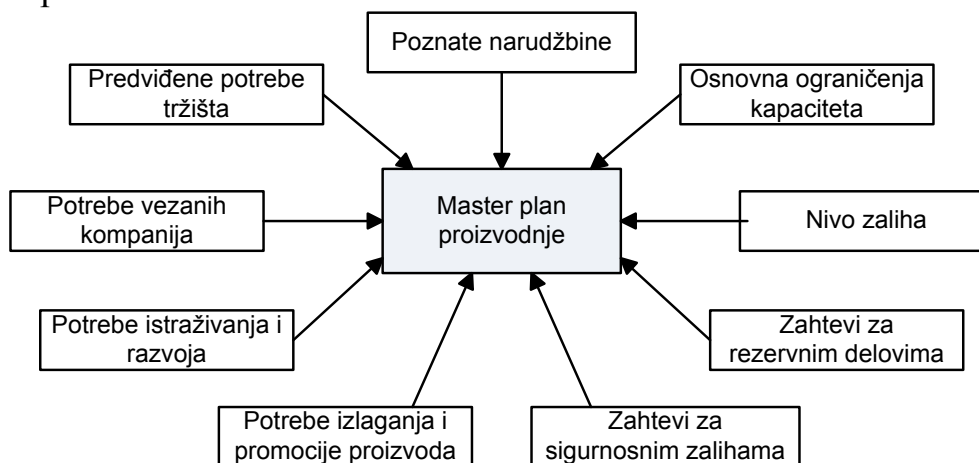 Poznate narudžbine
Predviđene potrebe
tržišta
Osnovna ograničenja
kapaciteta
Potrebe vezanih
kompanija
Master plan
proizvodnje
Nivo zaliha
Potrebe istraživanja i
razvoja
Zahtevi za
rezervnim delovima
Potrebe izlaganja i
promocije proizvoda
Zahtevi za
sigurnosnim zalihama